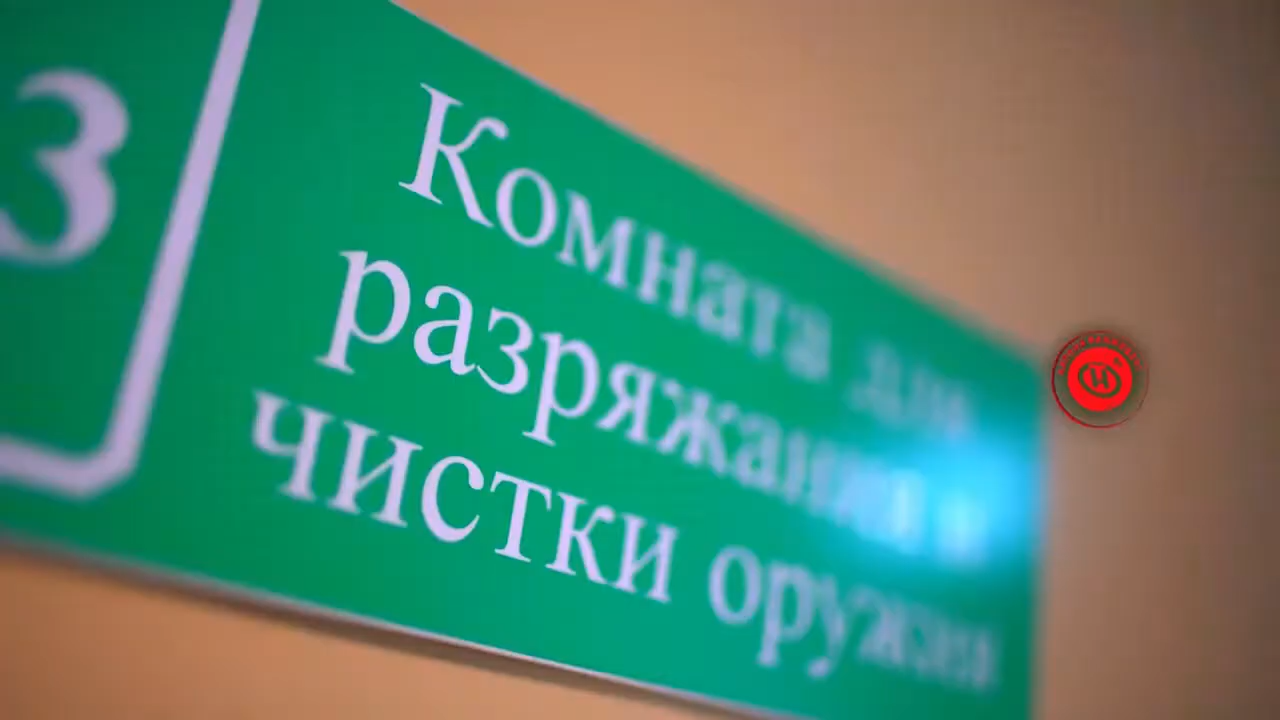 3
Комната для
разряжания и
чистки оружия